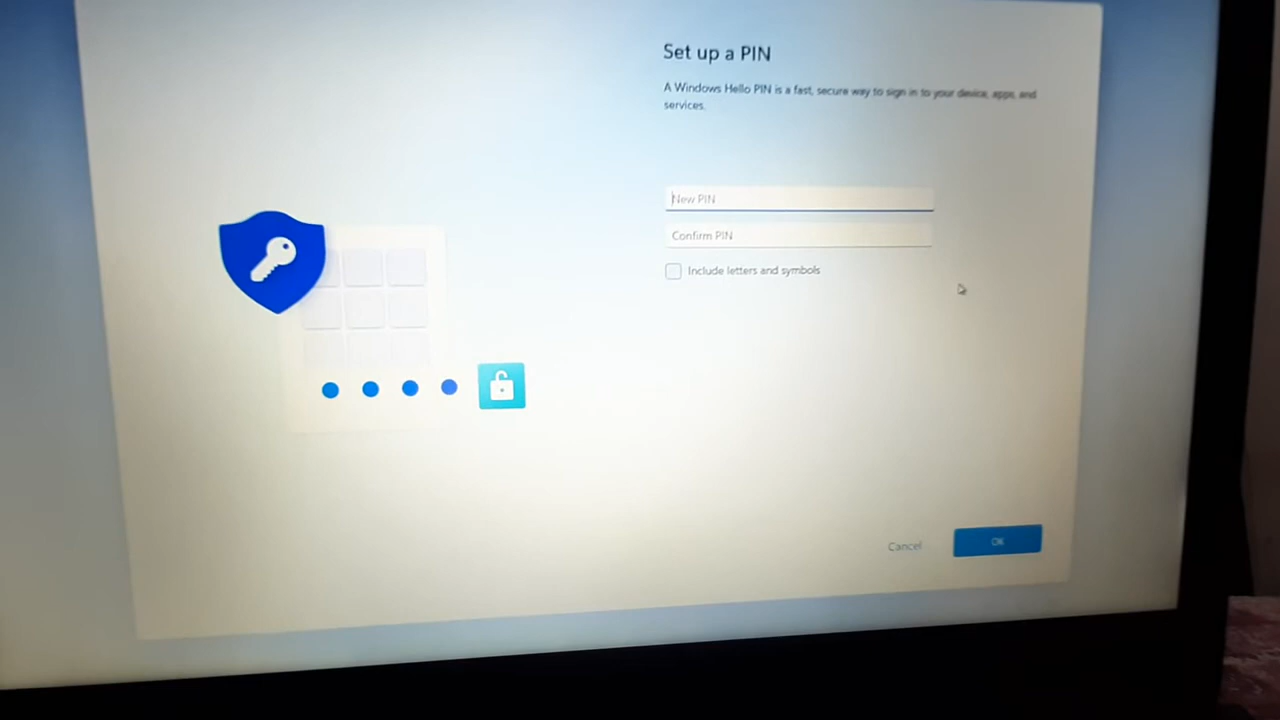 Set up a PIN
A Windows Hello PIN is a fast, secure way to sign in to your device, apps, and
services.
New PIN
Confirm PIN
Include letters and symbols
Cancel
OK